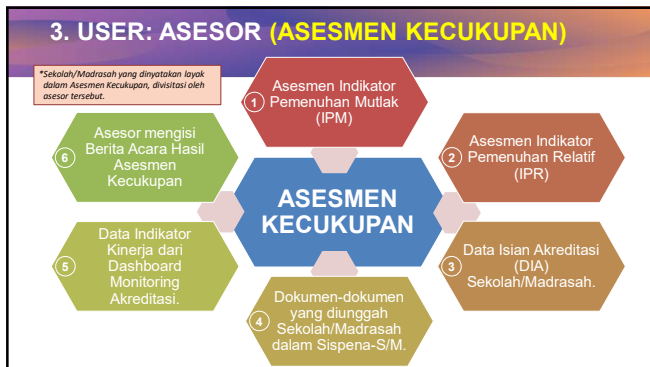 3. USER: ASESOR (ASESMEN KECUKUPAN)
*Sekolah/Madrasah yang dinyatakan layak
dalam Asesmen Kecukupan, divisitasi oleh
asesor tersebut.
1
Asesmen Indikator
Pemenuhan Mutlak
(IPM)
2
Asesmen Indikator
Pemenuhan Relatif
(IPR)
3
Data Isian Akreditasi
(DIA)
Sekolah/Madrasah.
4
Dokumen-dokumen
yang diunggah
Sekolah/Madrasah
dalam Sispena-S/M.
5
Data Indikator
Kinerja dari
Dashboard
Monitoring
Akreditasi.
6
Asesor mengisi
Berita Acara Hasil
Asesmen
Kecukupan
ASESMEN
KECUKUPAN